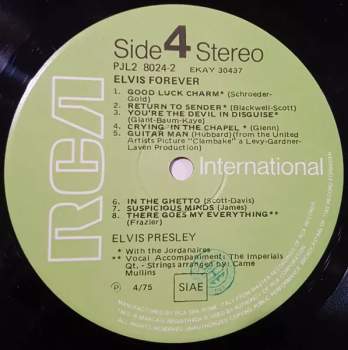 Side 4 Stereo
PJL2 8024-2 EKAY 30437
ELVIS FOREVER
1. GOOD LUCK CHARM* (Schroeder-
Gold)
2. RETURN TO SENDER* (Blackwell-Scott)
3. YOU'RE THE DEVIL IN DISGUISE*
(Giant-Baum-Kaye)
4. CRYING IN THE CHAPEL * (Glenn)
5. GUITAR MAN (Hubbard)(from the United
Artists Picture "Clambake" a Levy-Gardner-
Laven Production)
RCA International
6. IN THE GHETTO (Scott-Davis)
7. SUSPICIOUS MINDS (James)
8. THERE GOES MY EVERYTHING**
(Frazier)
ELVIS PRESLEY
* With the Jordanaires
** Vocal Accompaniment: The Imperials
Qt. - Strings arranged by: Came
Mullins
Ⓟ 4/75
SIAE